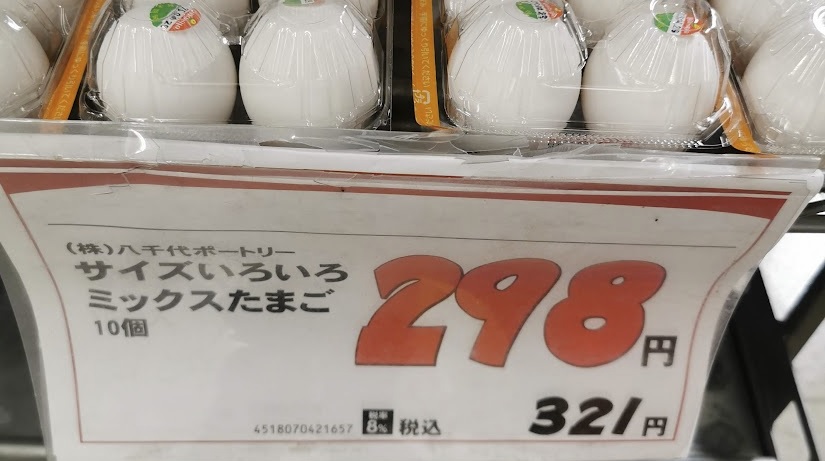 (株)八千代ポートリー
サイズいろいろ
ミックスたまご
10個
298円
4518070421657 税率8% 税込 321円